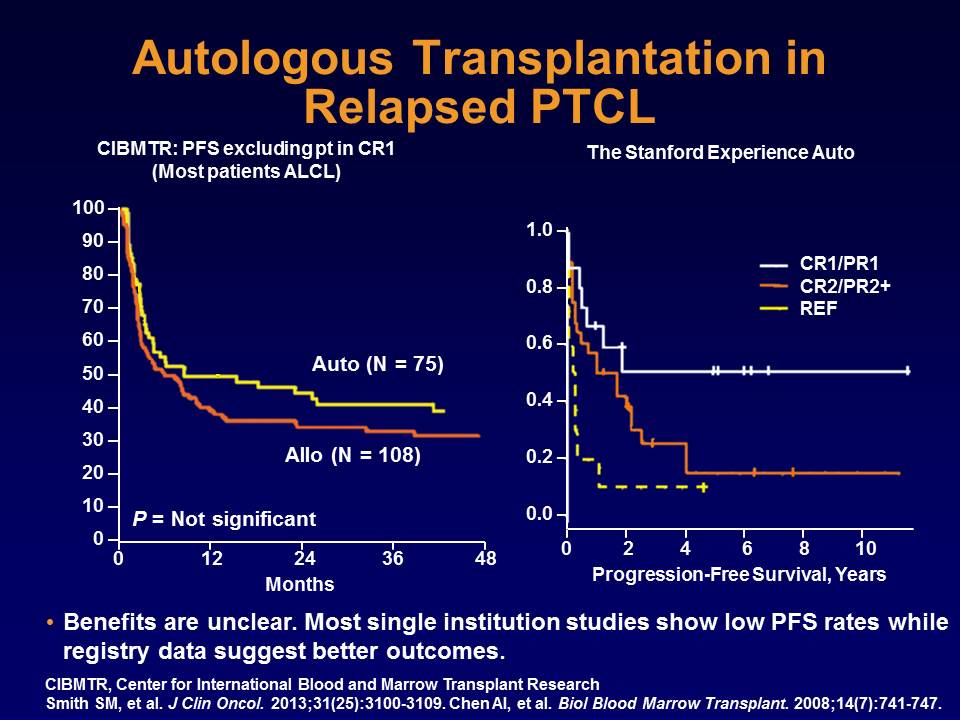 Autologous Transplantation in
Relapsed PTCL
CIBMTR: PFS excluding pt in CR1
(Most patients ALCL)
100
90
80
70
60
50
40
30
20
10
0
Auto (N = 75)
Allo (N = 108)
P = Not significant
0 12 24 36 48
Months
The Stanford Experience Auto
1.0
0.8
0.6
0.4
0.2
0.0
CR1/PR1
CR2/PR2+
REF
0 2 4 6 8 10
Progression-Free Survival, Years
• Benefits are unclear. Most single institution studies show low PFS rates while
registry data suggest better outcomes.
CIBMTR, Center for International Blood and Marrow Transplant Research
Smith SM, et al. J Clin Oncol. 2013;31(25):3100-3109. Chen AI, et al. Biol Blood Marrow Transplant. 2008;14(7):741-747.